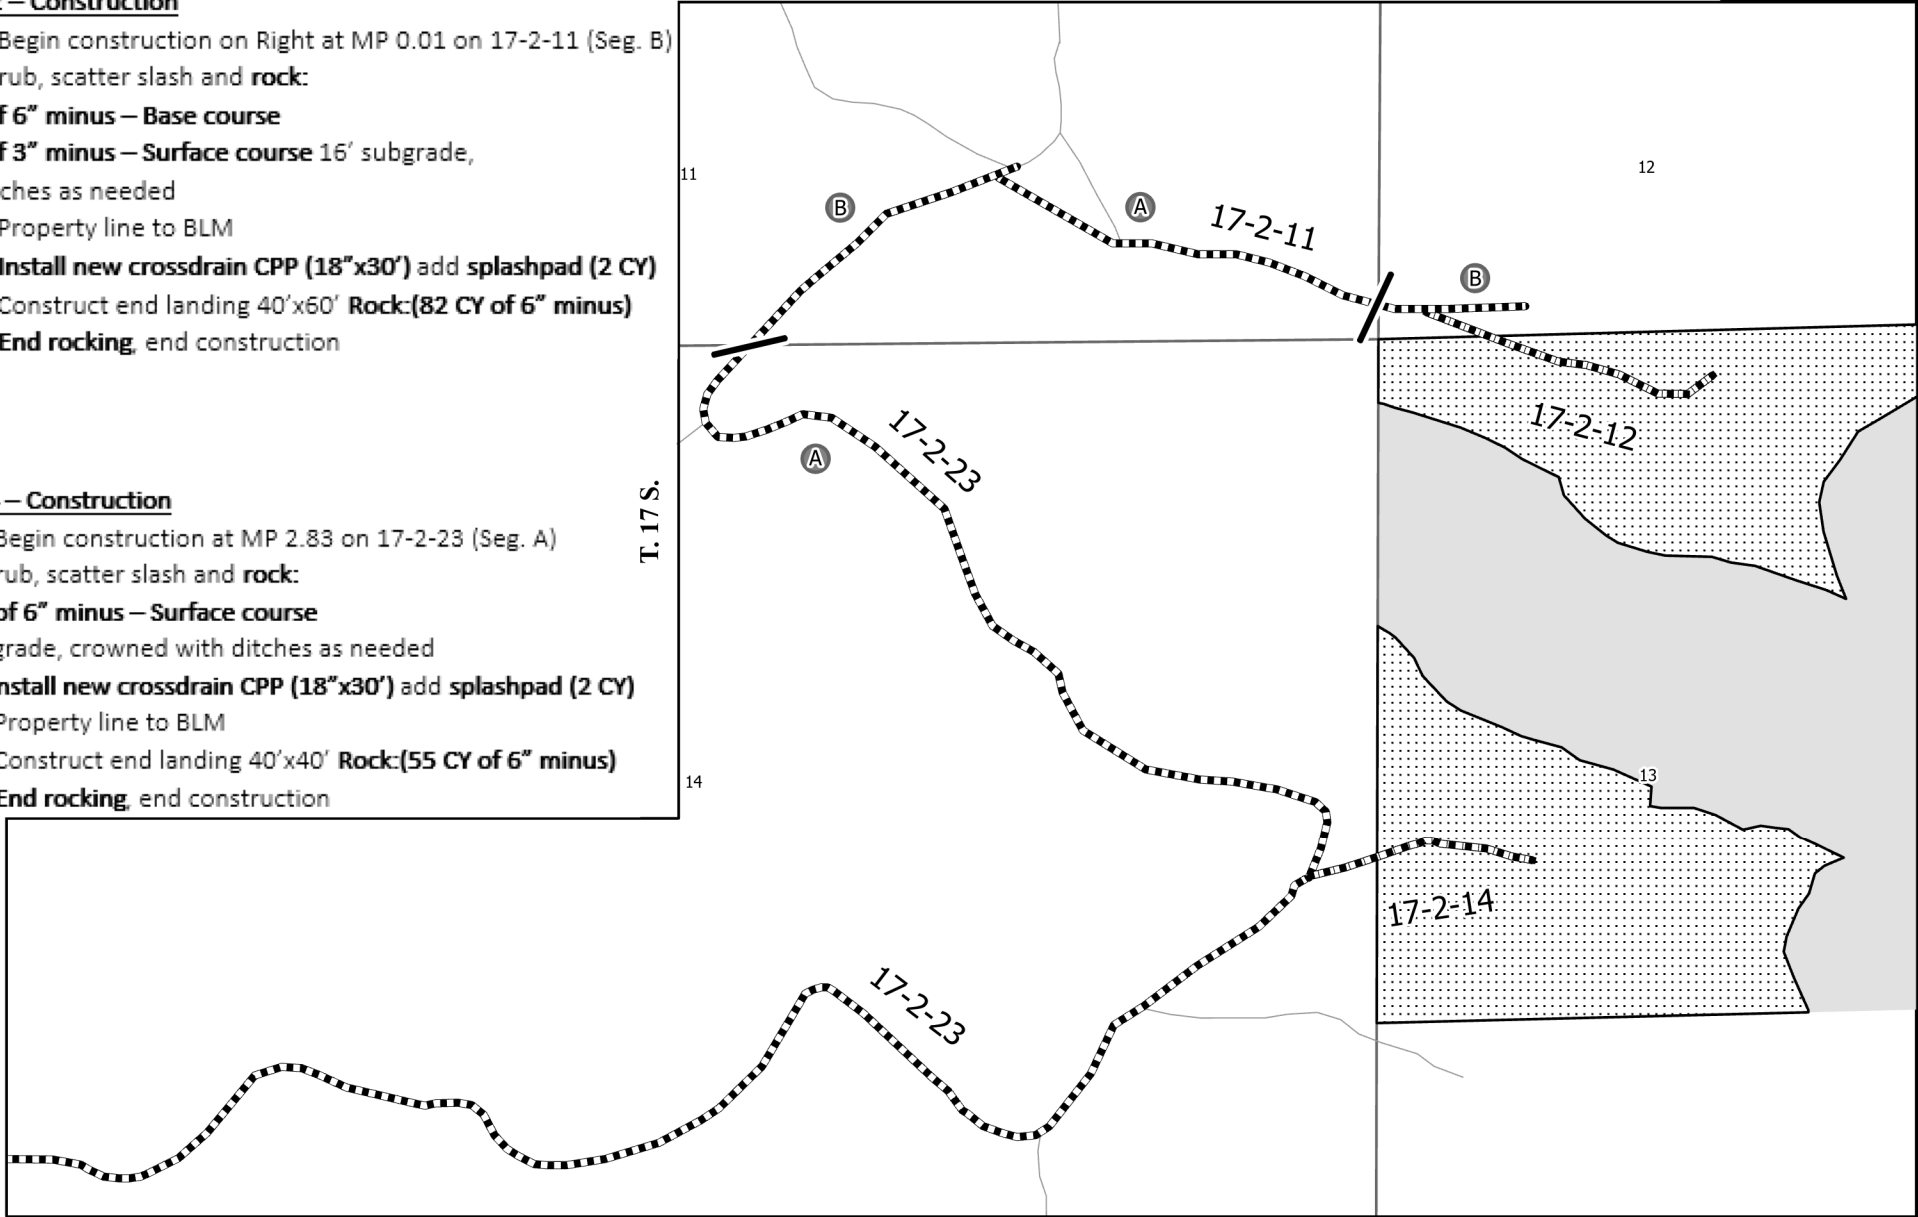 – Construction
Begin construction on Right at MP 0.01 on 17-2-11 (Seg. B)
rub, scatter slash and rock:
f 6” minus – Base course
f 3” minus – Surface course 16’ subgrade,
ches as needed
Property line to BLM
Install new crossdrain CPP (18”x30’) add splashpad (2 CY)
Construct end landing 40’x60’ Rock:(82 CY of 6” minus)
End rocking, end construction
– Construction
Begin construction at MP 2.83 on 17-2-23 (Seg. A)
rub, scatter slash and rock:
of 6” minus – Surface course
grade, crowned with ditches as needed
nstall new crossdrain CPP (18”x30’) add splashpad (2 CY)
Property line to BLM
Construct end landing 40’x40’ Rock:(55 CY of 6” minus)
End rocking, end construction
T. 17 S.
11
12
B
A
17-2-11
B
17-2-12
17-2-23
A
14
13
17-2-14
17-2-23